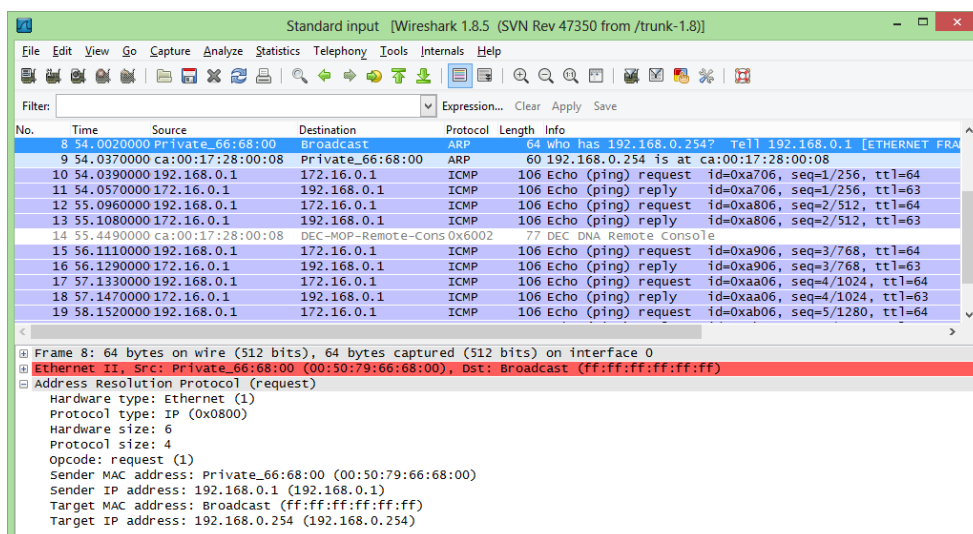 Standard input [Wireshark 1.8.5 (SVN Rev 47350 from /trunk-1.8)]
File Edit View Go Capture Analyze Statistics Telephony Tools Internals Help
Filter: Expression... Clear Apply Save
No. Time Source Destination Protocol Length Info
8 54.0020000 Private_66:68:00 Broadcast ARP 64 Who has 192.168.0.254? Tell 192.168.0.1 [ETHERNET FRA
9 54.0370000 ca:00:17:28:00:08 Private_66:68:00 ARP 60 192.168.0.254 is at ca:00:17:28:00:08
10 54.0390000 192.168.0.1 172.16.0.1 ICMP 106 Echo (ping) request id=0xa706, seq=1/256, ttl=64
11 54.0570000 172.16.0.1 192.168.0.1 ICMP 106 Echo (ping) reply id=0xa706, seq=1/256, ttl=63
12 55.0960000 192.168.0.1 172.16.0.1 ICMP 106 Echo (ping) request id=0xa806, seq=2/512, ttl=64
13 55.1080000 172.16.0.1 192.168.0.1 ICMP 106 Echo (ping) reply id=0xa806, seq=2/512, ttl=63
14 55.4490000 ca:00:17:28:00:08 DEC-MOP-Remote-Cons 0x6002 77 DEC DNA Remote Console
15 56.1110000 192.168.0.1 172.16.0.1 ICMP 106 Echo (ping) request id=0xa906, seq=3/768, ttl=64
16 56.1290000 172.16.0.1 192.168.0.1 ICMP 106 Echo (ping) reply id=0xa906, seq=3/768, ttl=63
17 57.1330000 192.168.0.1 172.16.0.1 ICMP 106 Echo (ping) request id=0xaa06, seq=4/1024, ttl=64
18 57.1470000 172.16.0.1 192.168.0.1 ICMP 106 Echo (ping) reply id=0xaa06, seq=4/1024, ttl=63
19 58.1520000 192.168.0.1 172.16.0.1 ICMP 106 Echo (ping) request id=0xab06, seq=5/1280, ttl=64
Frame 8: 64 bytes on wire (512 bits), 64 bytes captured (512 bits) on interface 0
Ethernet II, Src: Private_66:68:00 (00:50:79:66:68:00), Dst: Broadcast (ff:ff:ff:ff:ff:ff)
Address Resolution Protocol (request)
Hardware type: Ethernet (1)
Protocol type: IP (0x0800)
Hardware size: 6
Protocol size: 4
Opcode: request (1)
Sender MAC address: Private_66:68:00 (00:50:79:66:68:00)
Sender IP address: 192.168.0.1 (192.168.0.1)
Target MAC address: Broadcast (ff:ff:ff:ff:ff:ff)
Target IP address: 192.168.0.254 (192.168.0.254)